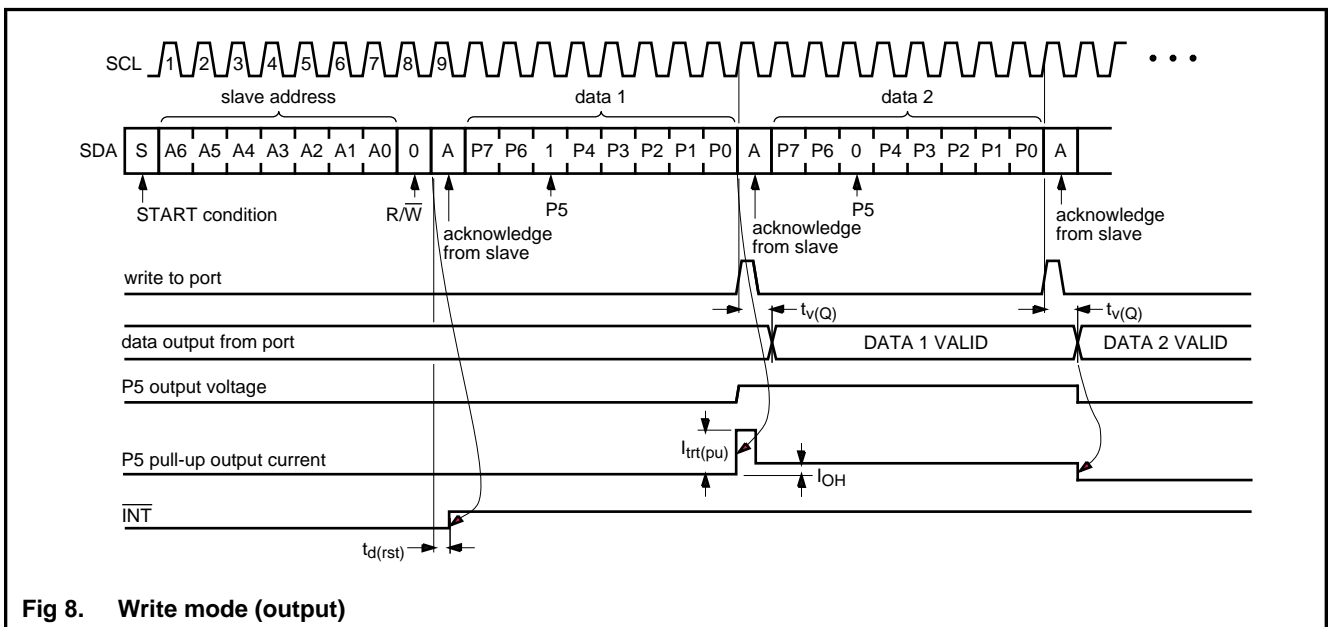 SCL 1 2 3 4 5 6 7 8 9
slave address data 1 data 2
SDA S A6 A5 A4 A3 A2 A1 A0 0 A P7 P6 1 P4 P3 P2 P1 P0 A P7 P6 0 P4 P3 P2 P1 P0 A
START condition R/W̅ acknowledge from slave P5 acknowledge from slave P5 acknowledge from slave
write to port
tv(Q) tv(Q)
data output from port DATA 1 VALID DATA 2 VALID
P5 output voltage
Itrt(pu)
P5 pull-up output current
IOH
I̅N̅T̅
td(rst)
Fig 8. Write mode (output)